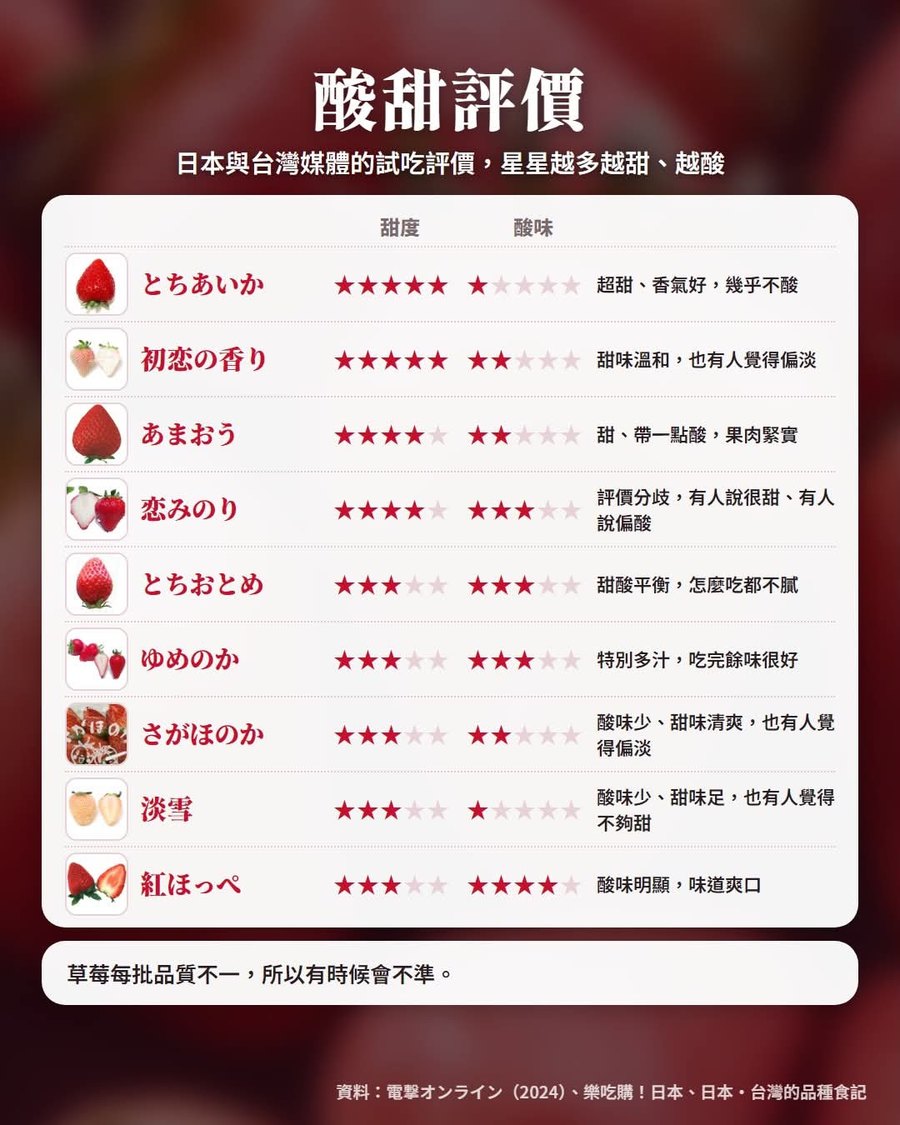 酸甜評價
日本與台灣媒體的試吃評價，星星越多越甜、越酸
甜度 酸味
とちあいか ★★★★★ ★★★★★ 超甜、香氣好，幾乎不酸
初恋の香り ★★★★★ ★★★★★ 甜味溫和，也有人覺得偏淡
あまおう ★★★★★ ★★★★★ 甜、帶一點酸，果肉緊實
恋みのり ★★★★★ ★★★★★ 評價分歧，有人說很甜、有人
說偏酸
とちおとめ ★★★★★ ★★★★★ 甜酸平衡，怎麼吃都不膩
ゆめのか ★★★★★ ★★★★★ 特別多汁，吃完餘味很好
さがほのか ★★★★★ ★★★★★ 酸味少、甜味清爽，也有人覺
得偏淡
淡雪 ★★★★★ ★★★★★ 酸味少、甜味足，也有人覺得
不夠甜
紅ほっぺ ★★★★★ ★★★★★ 酸味明顯，味道爽口
草莓每批品質不一，所以有時候會不準。
資料：電撃オンライン（2024）、樂吃購！日本、日本・台灣的品種食記